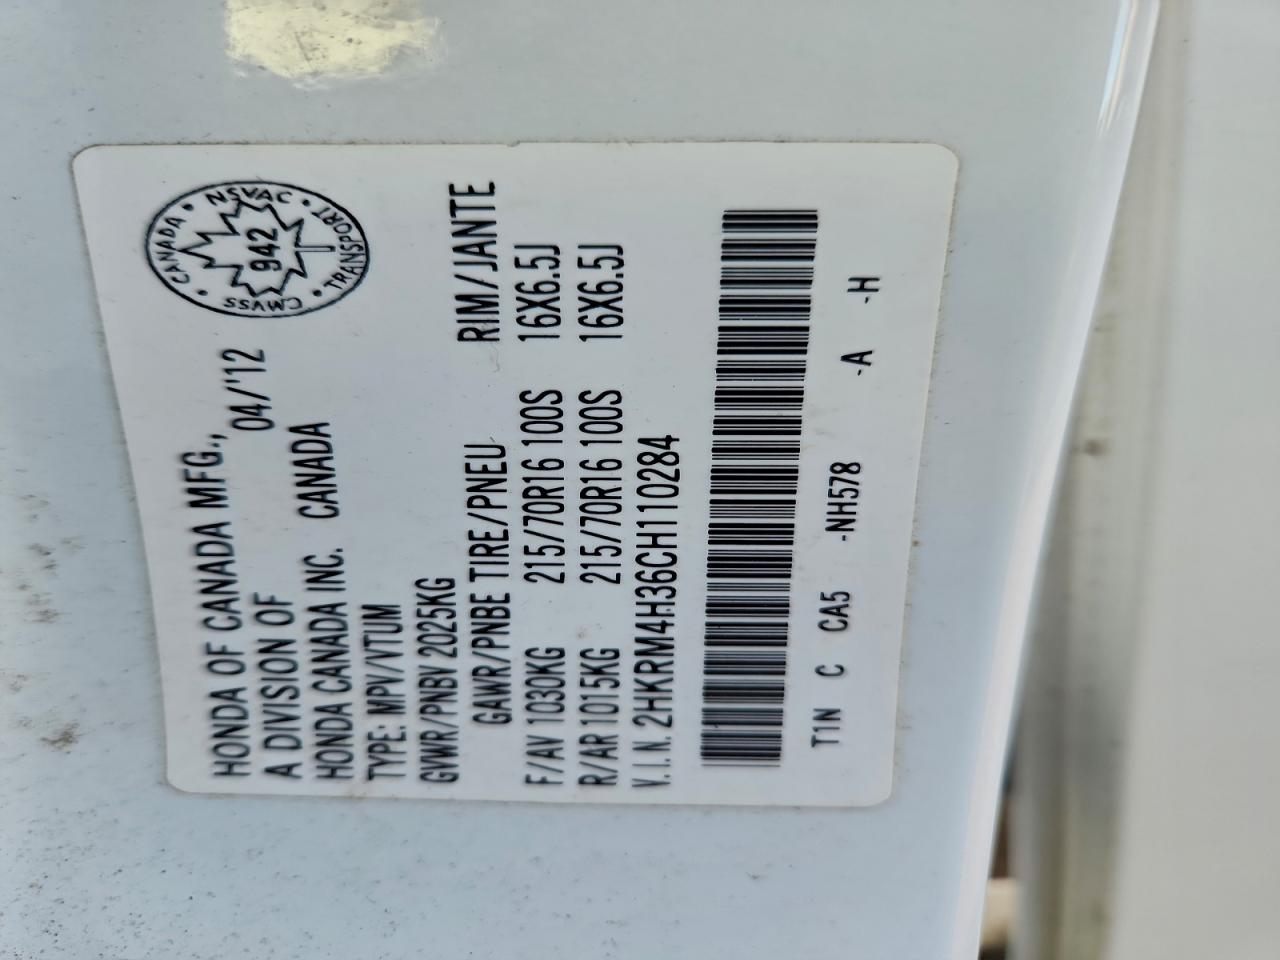 HONDA OF CANADA MFG.,
A DIVISION OF 04/'12
HONDA CANADA INC. CANADA
TYPE: MPV/VTUM
GVWR/PNBV 2025KG
GAWR/PNBE TIRE/PNEU RIM/JANTE
F/AV 1030KG 215/70R16 100S 16X6.5J
R/AR 1015KG 215/70R16 100S 16X6.5J
V.I.N. 2HKRM4H36CH110284
T1N C CA5 -NH578 -A -H
CANADA • NSVAC • TRANSPORT • CMVSS •
942